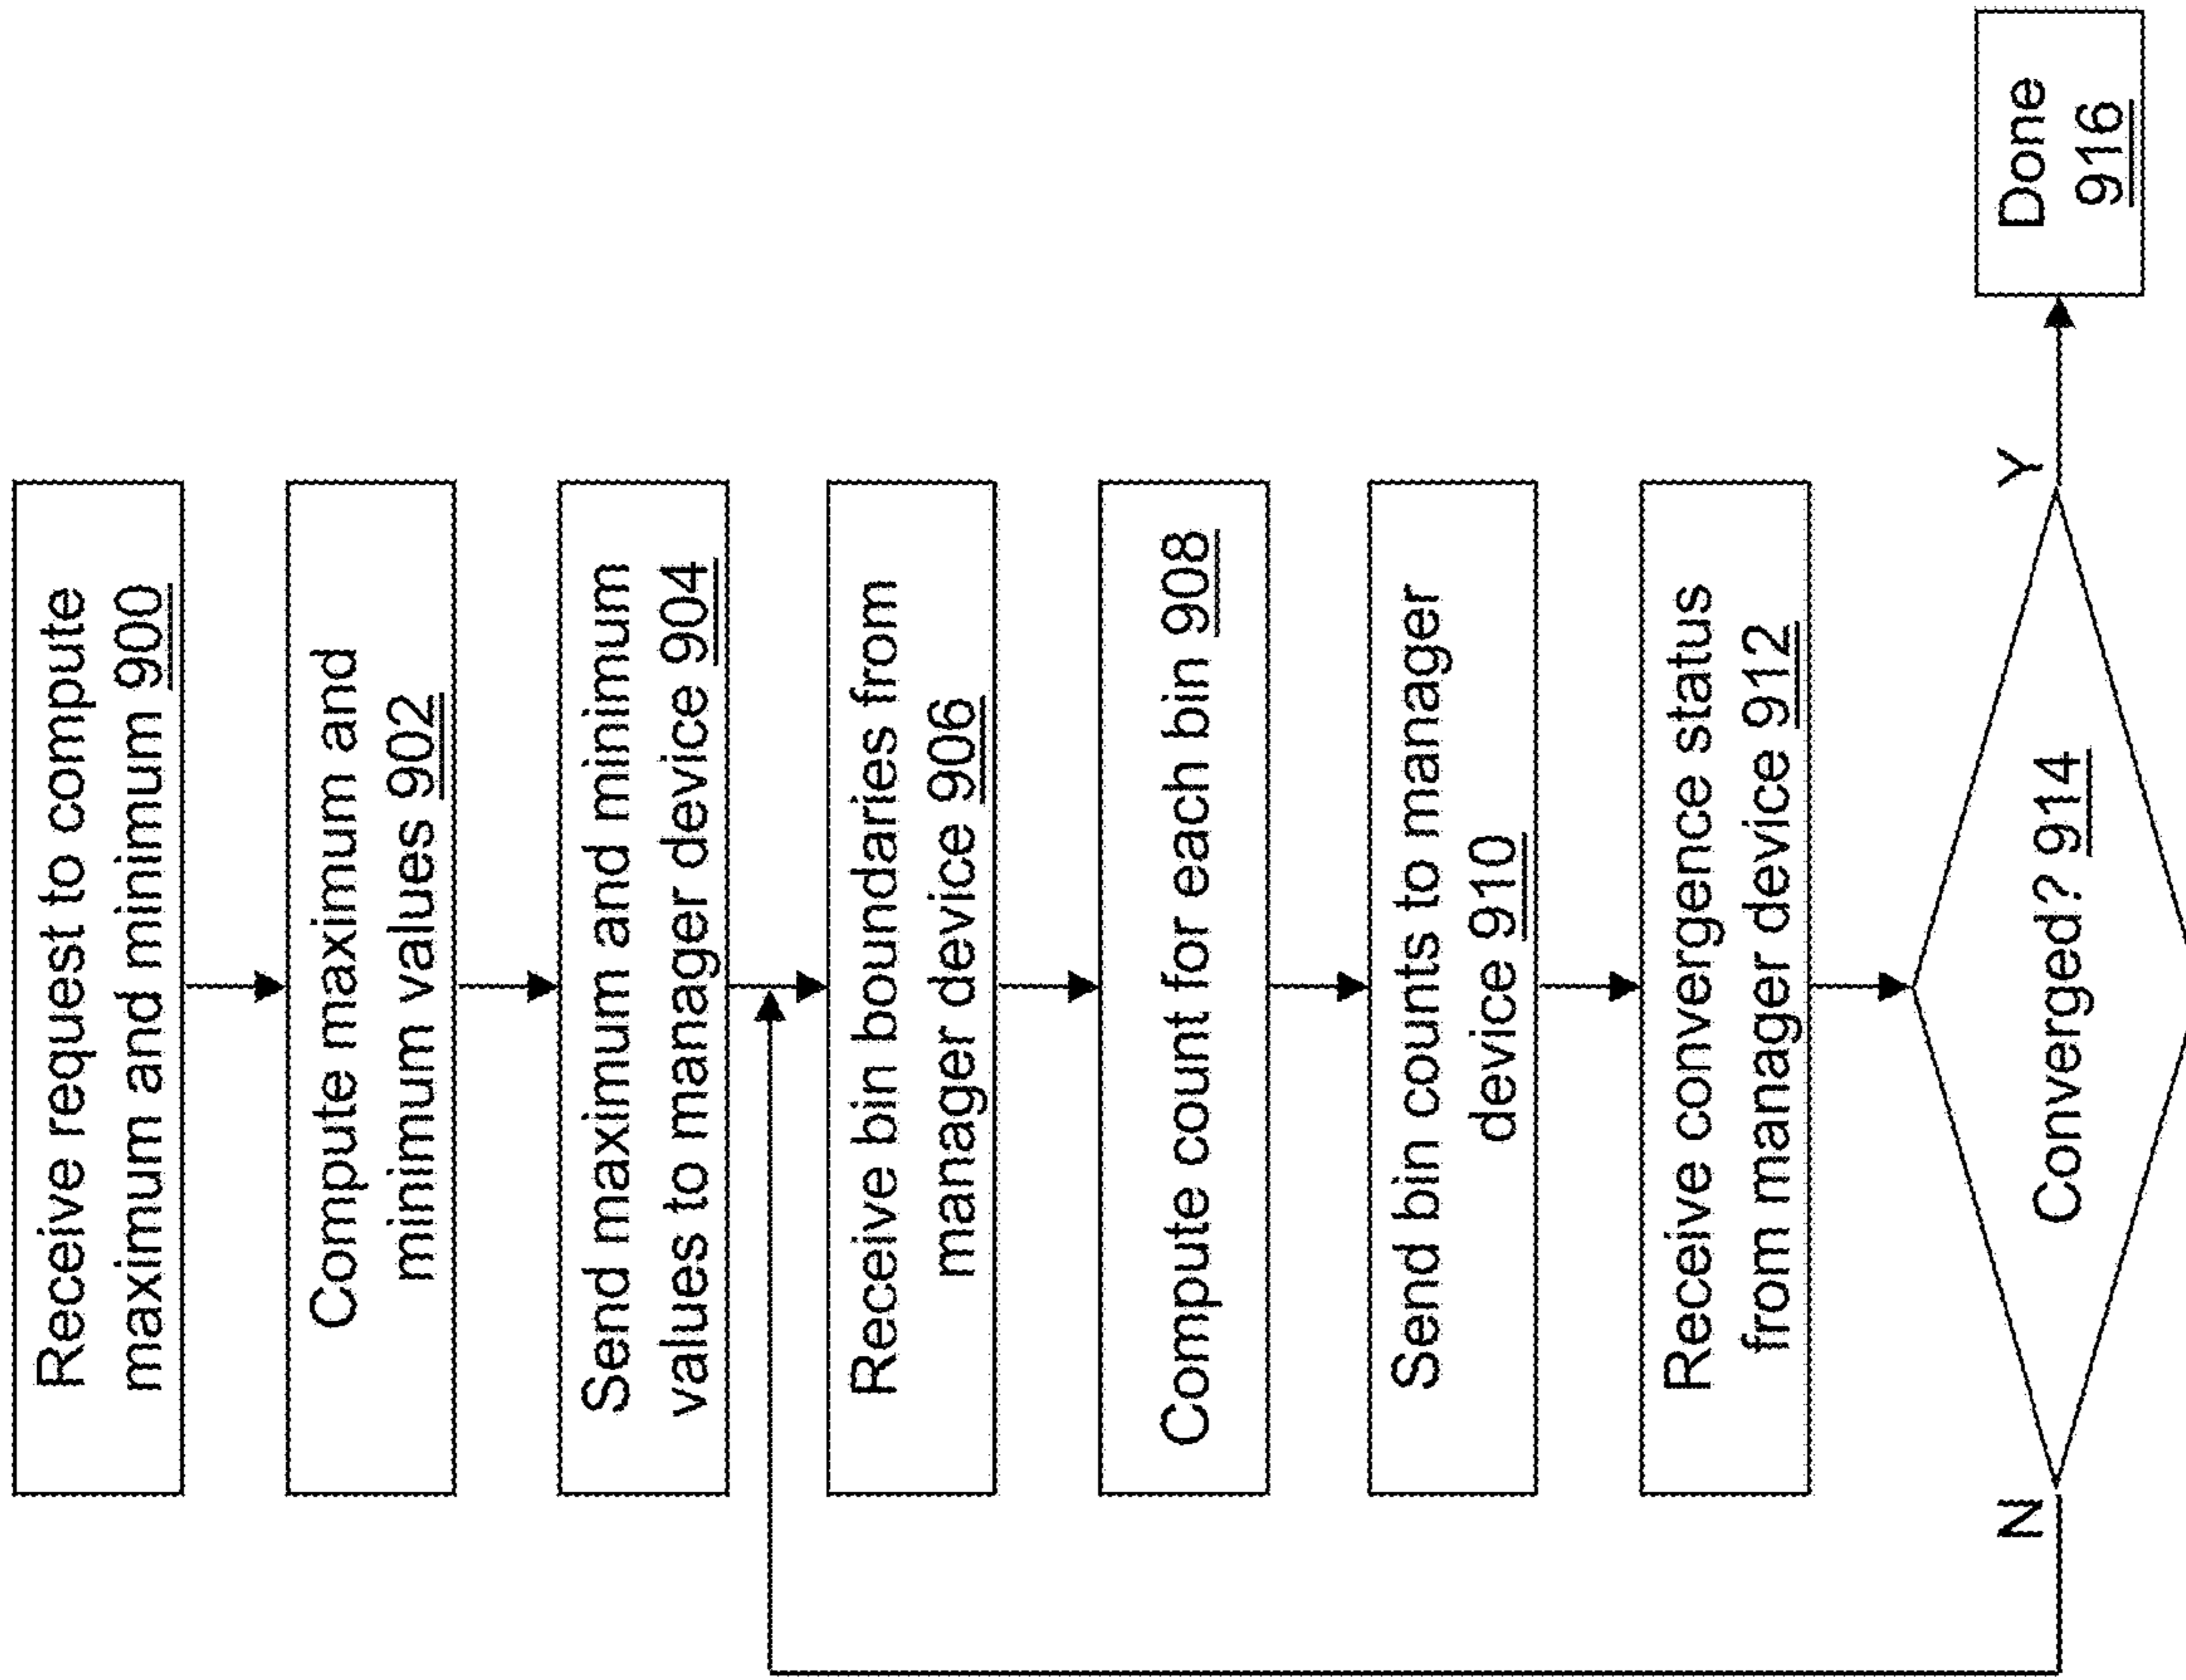 Receive request to compute
maximum and minimum 900
Compute maximum and
minimum values 902
Send maximum and minimum
values to manager device 904
Receive bin boundaries from
manager device 906
Compute count for each bin 908
Send bin counts to manager
device 910
Receive convergence status
from manager device 912
Converged? 914
N
Y
Done
916